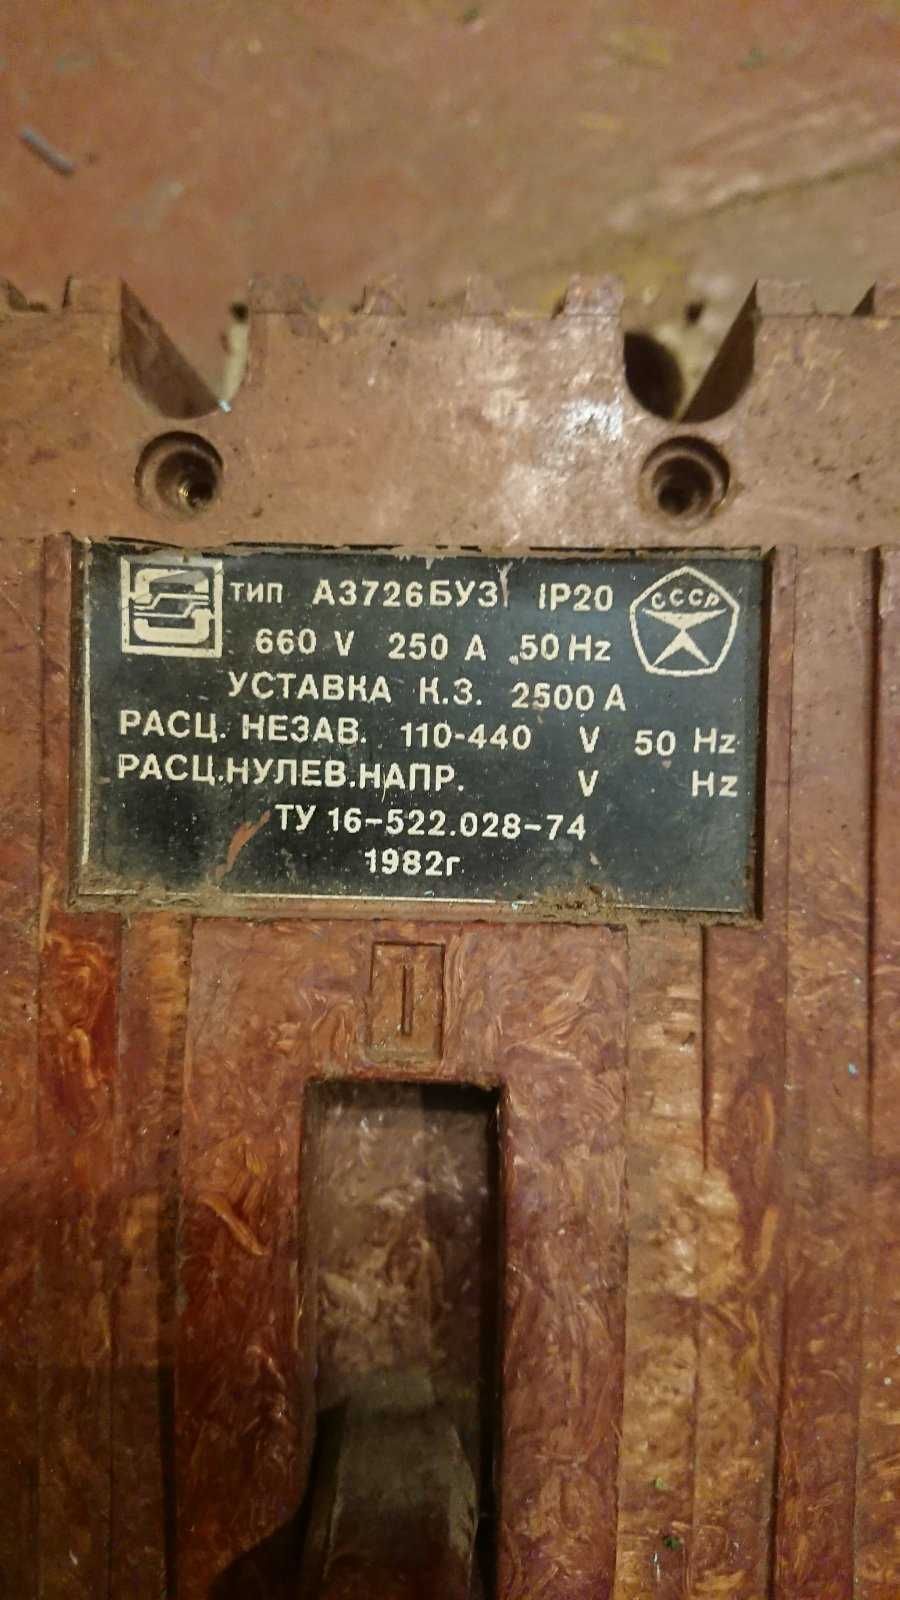 ТИП А3726БУЗ IP20
СССР
660 V 250 A 50 Hz
УСТАВКА К.З. 2500 А
РАСЦ. НЕЗАВ. 110-440 V 50 Hz
РАСЦ.НУЛЕВ.НАПР. V Hz
ТУ 16-522.028-74
1982г
I